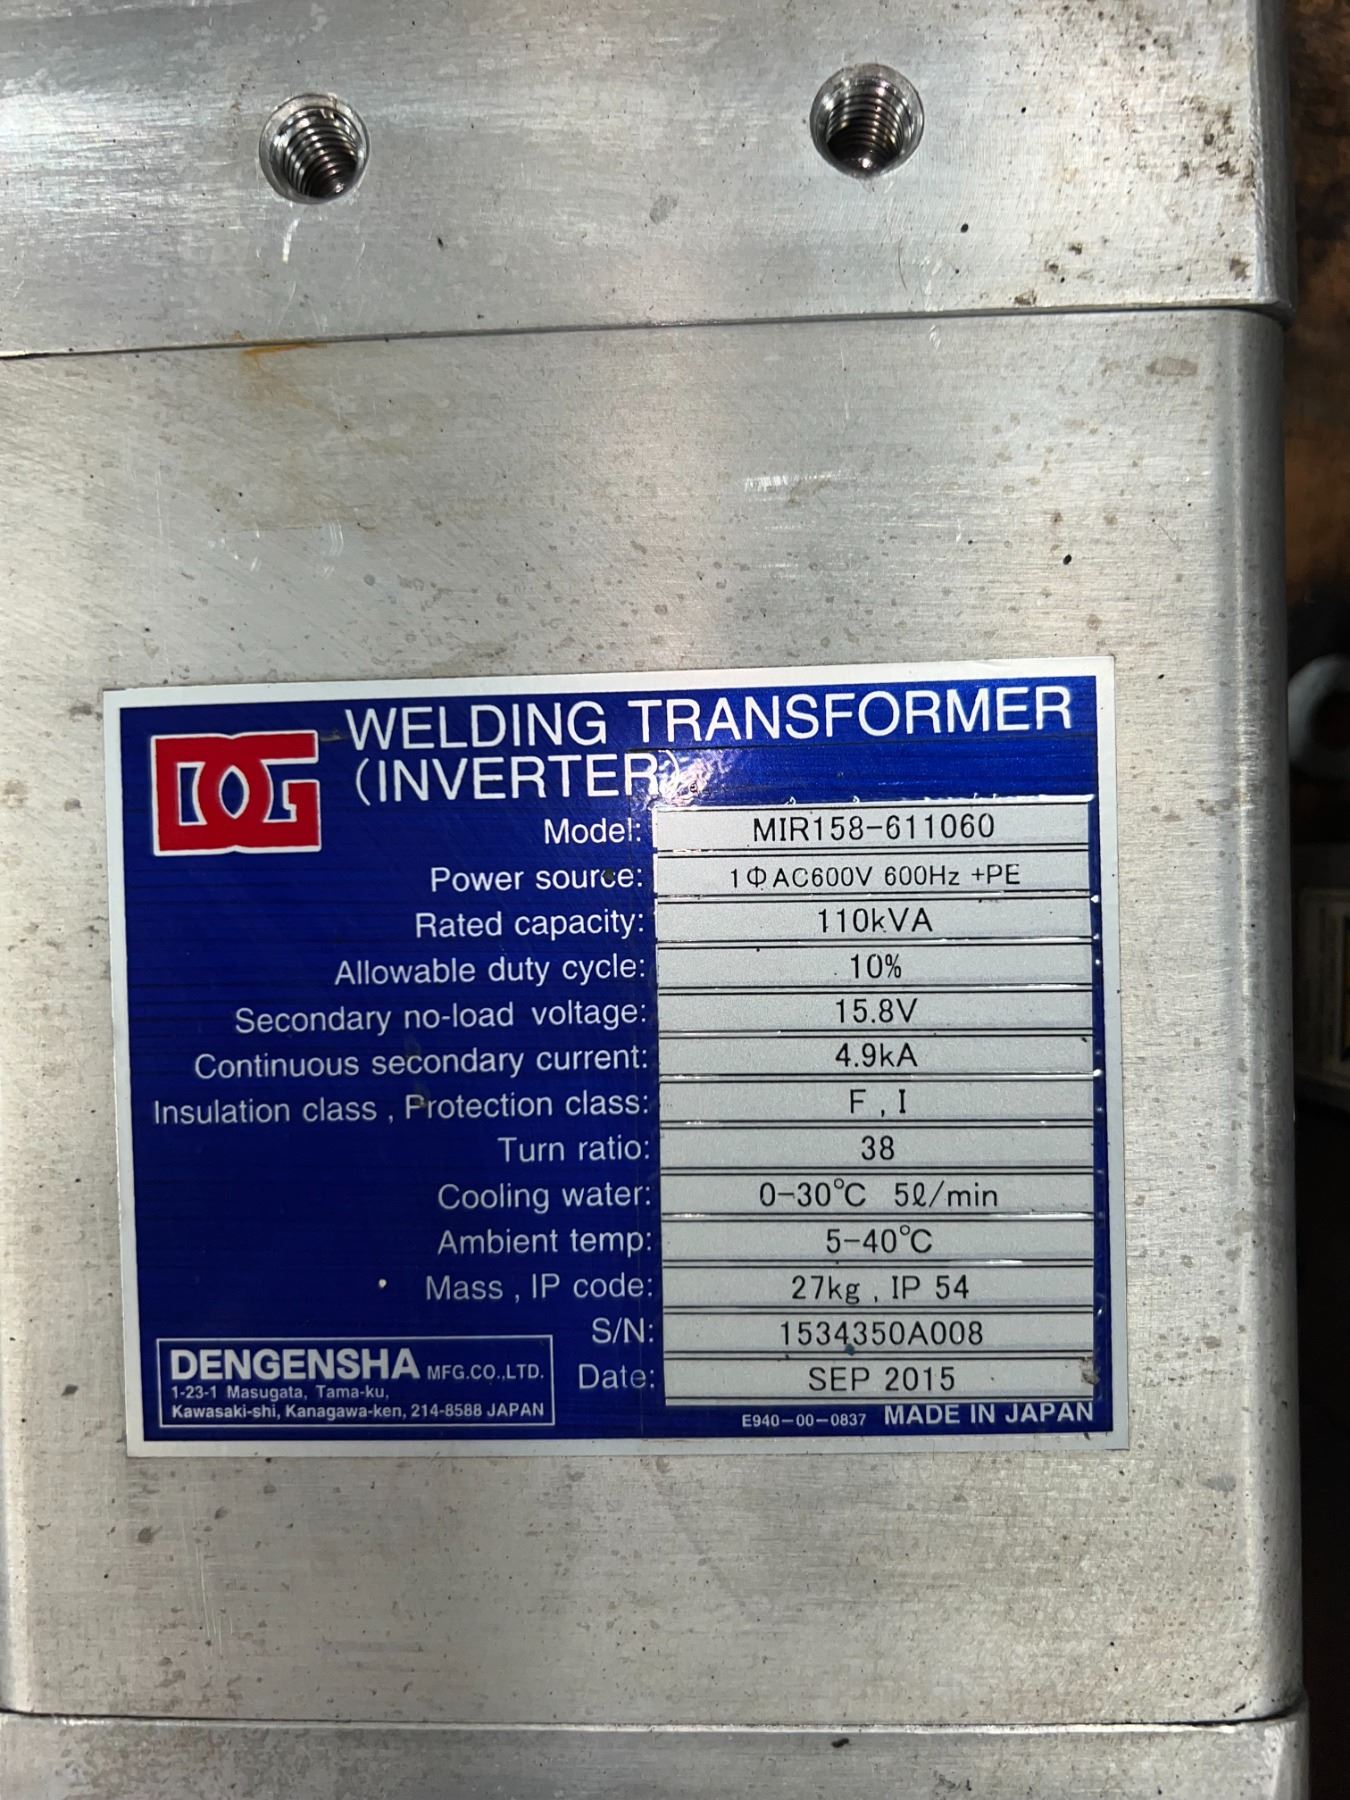 DG
WELDING TRANSFORMER
(INVERTER)
Model: MIR158-611060
Power source: 1Φ AC600V 600Hz +PE
Rated capacity: 110kVA
Allowable duty cycle: 10%
Secondary no-load voltage: 15.8V
Continuous secondary current: 4.9kA
Insulation class , Protection class: F , I
Turn ratio: 38
Cooling water: 0-30℃ 5ℓ/min
Ambient temp: 5-40℃
Mass , IP code: 27kg , IP 54
S/N: 1534350A008
Date: SEP 2015
DENGENSHA MFG.CO.,LTD.
1-23-1 Masugata, Tama-ku,
Kawasaki-shi, Kanagawa-ken, 214-8588 JAPAN
E940-00-0837 MADE IN JAPAN